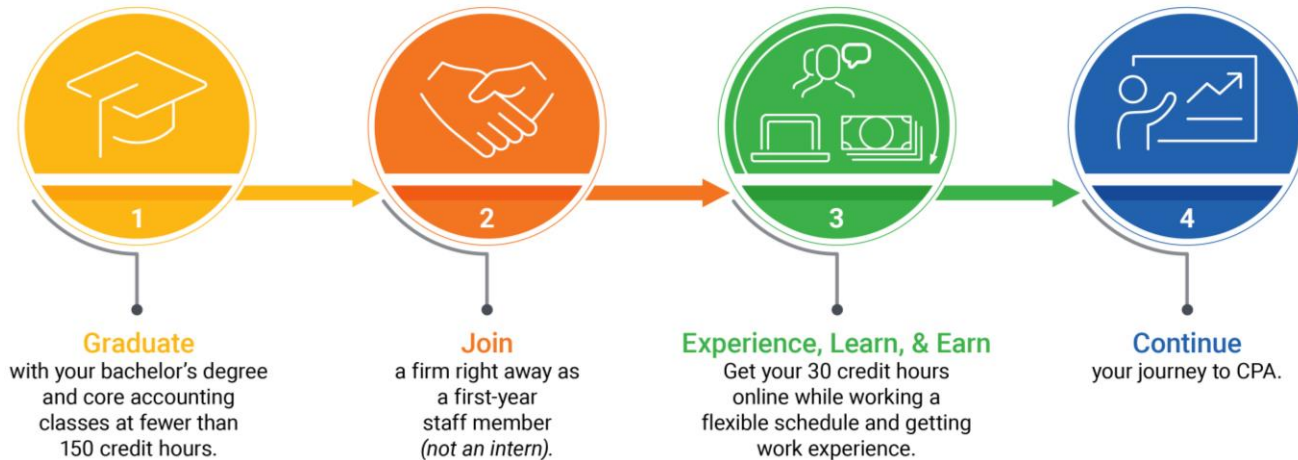 1
2
3
4
Graduate
with your bachelor's degree
and core accounting
classes at fewer than
150 credit hours.
Join
a firm right away as
a first-year
staff member
(not an intern).
Experience, Learn, & Earn
Get your 30 credit hours
online while working a
flexible schedule and getting
work experience.
Continue
your journey to CPA.